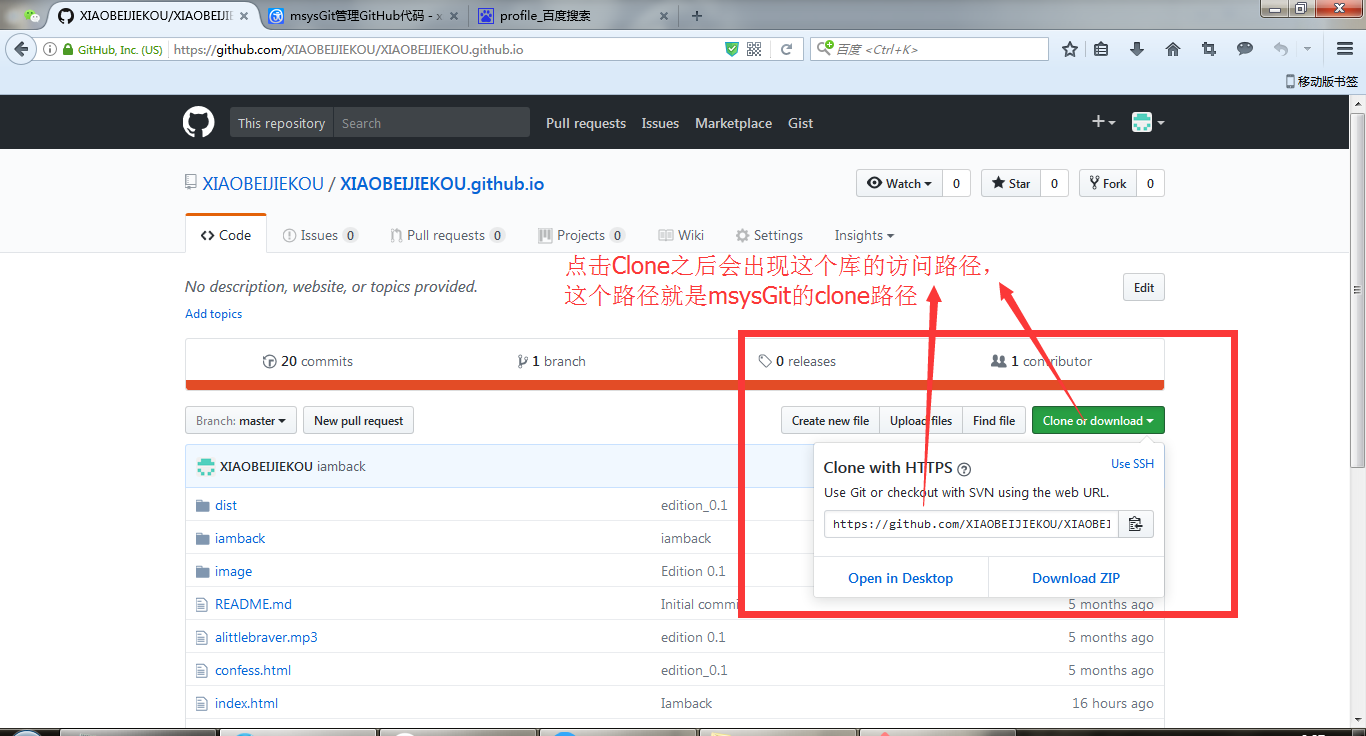 XIAOBEIJIEKOU/XIAOBEIJ
msysGit管理GitHub代码 - x
profile_百度搜索
GitHub, Inc. (US)
https://github.com/XIAOBEIJIEKOU/XIAOBEIJIEKOU.github.io
百度 <Ctrl+K>
移动版书签
This repository
Search
Pull requests
Issues
Marketplace
Gist
XIAOBEIJIEKOU / XIAOBEIJIEKOU.github.io
Watch
0
Star
0
Fork
0
Code
Issues 0
Pull requests 0
Projects 0
Wiki
Settings
Insights
点击Clone之后会出现这个库的访问路径，
这个路径就是msysGit的clone路径
No description, website, or topics provided.
Edit
Add topics
20 commits
1 branch
0 releases
1 contributor
Branch: master
New pull request
Create new file
Upload files
Find file
Clone or download
XIAOBEIJIEKOU iamback
Clone with HTTPS
Use SSH
Use Git or checkout with SVN using the web URL.
https://github.com/XIAOBEIJIEKOU/XIAOBEI
Open in Desktop
Download ZIP
dist
edition_0.1
iamback
iamback
image
Edition 0.1
README.md
Initial commi
5 months ago
alittlebraver.mp3
edition 0.1
5 months ago
confess.html
edition_0.1
5 months ago
index.html
Iamback
16 hours ago